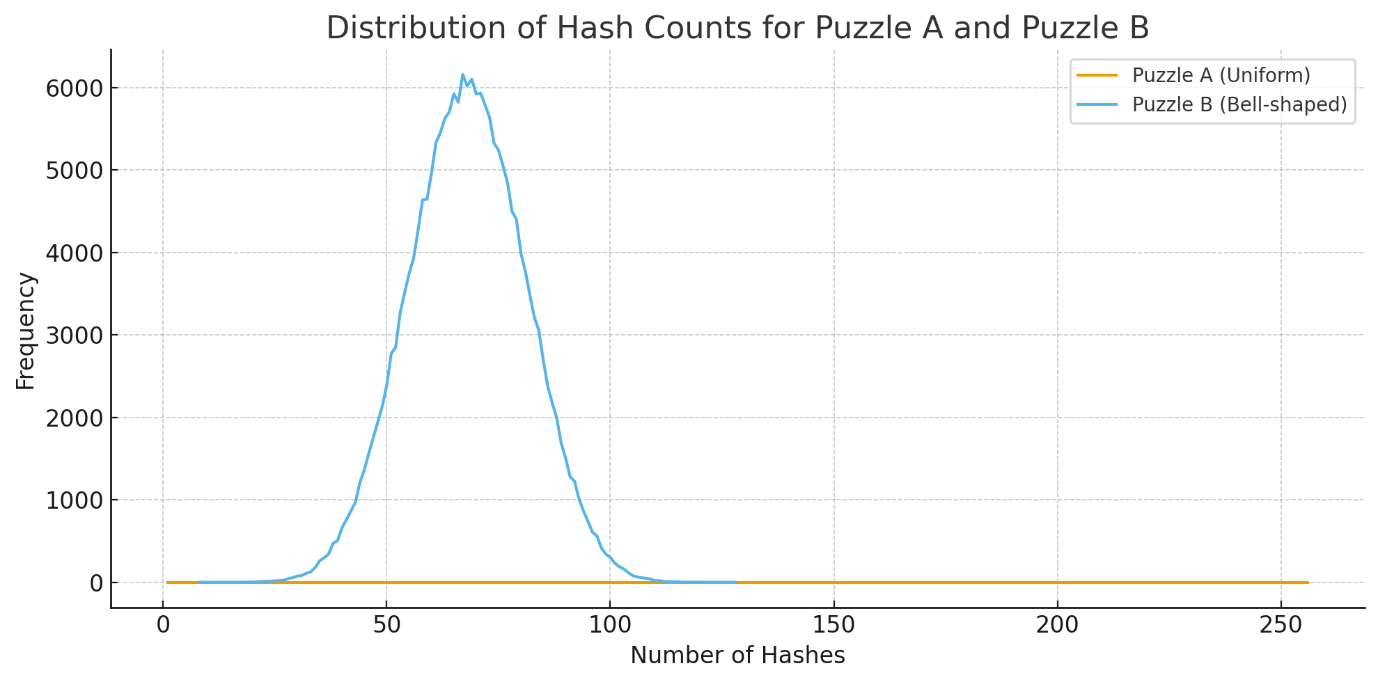 Distribution of Hash Counts for Puzzle A and Puzzle B
Puzzle A (Uniform)
Puzzle B (Bell-shaped)
6000
5000
4000
3000
2000
1000
0
Frequency
0 50 100 150 200 250
Number of Hashes